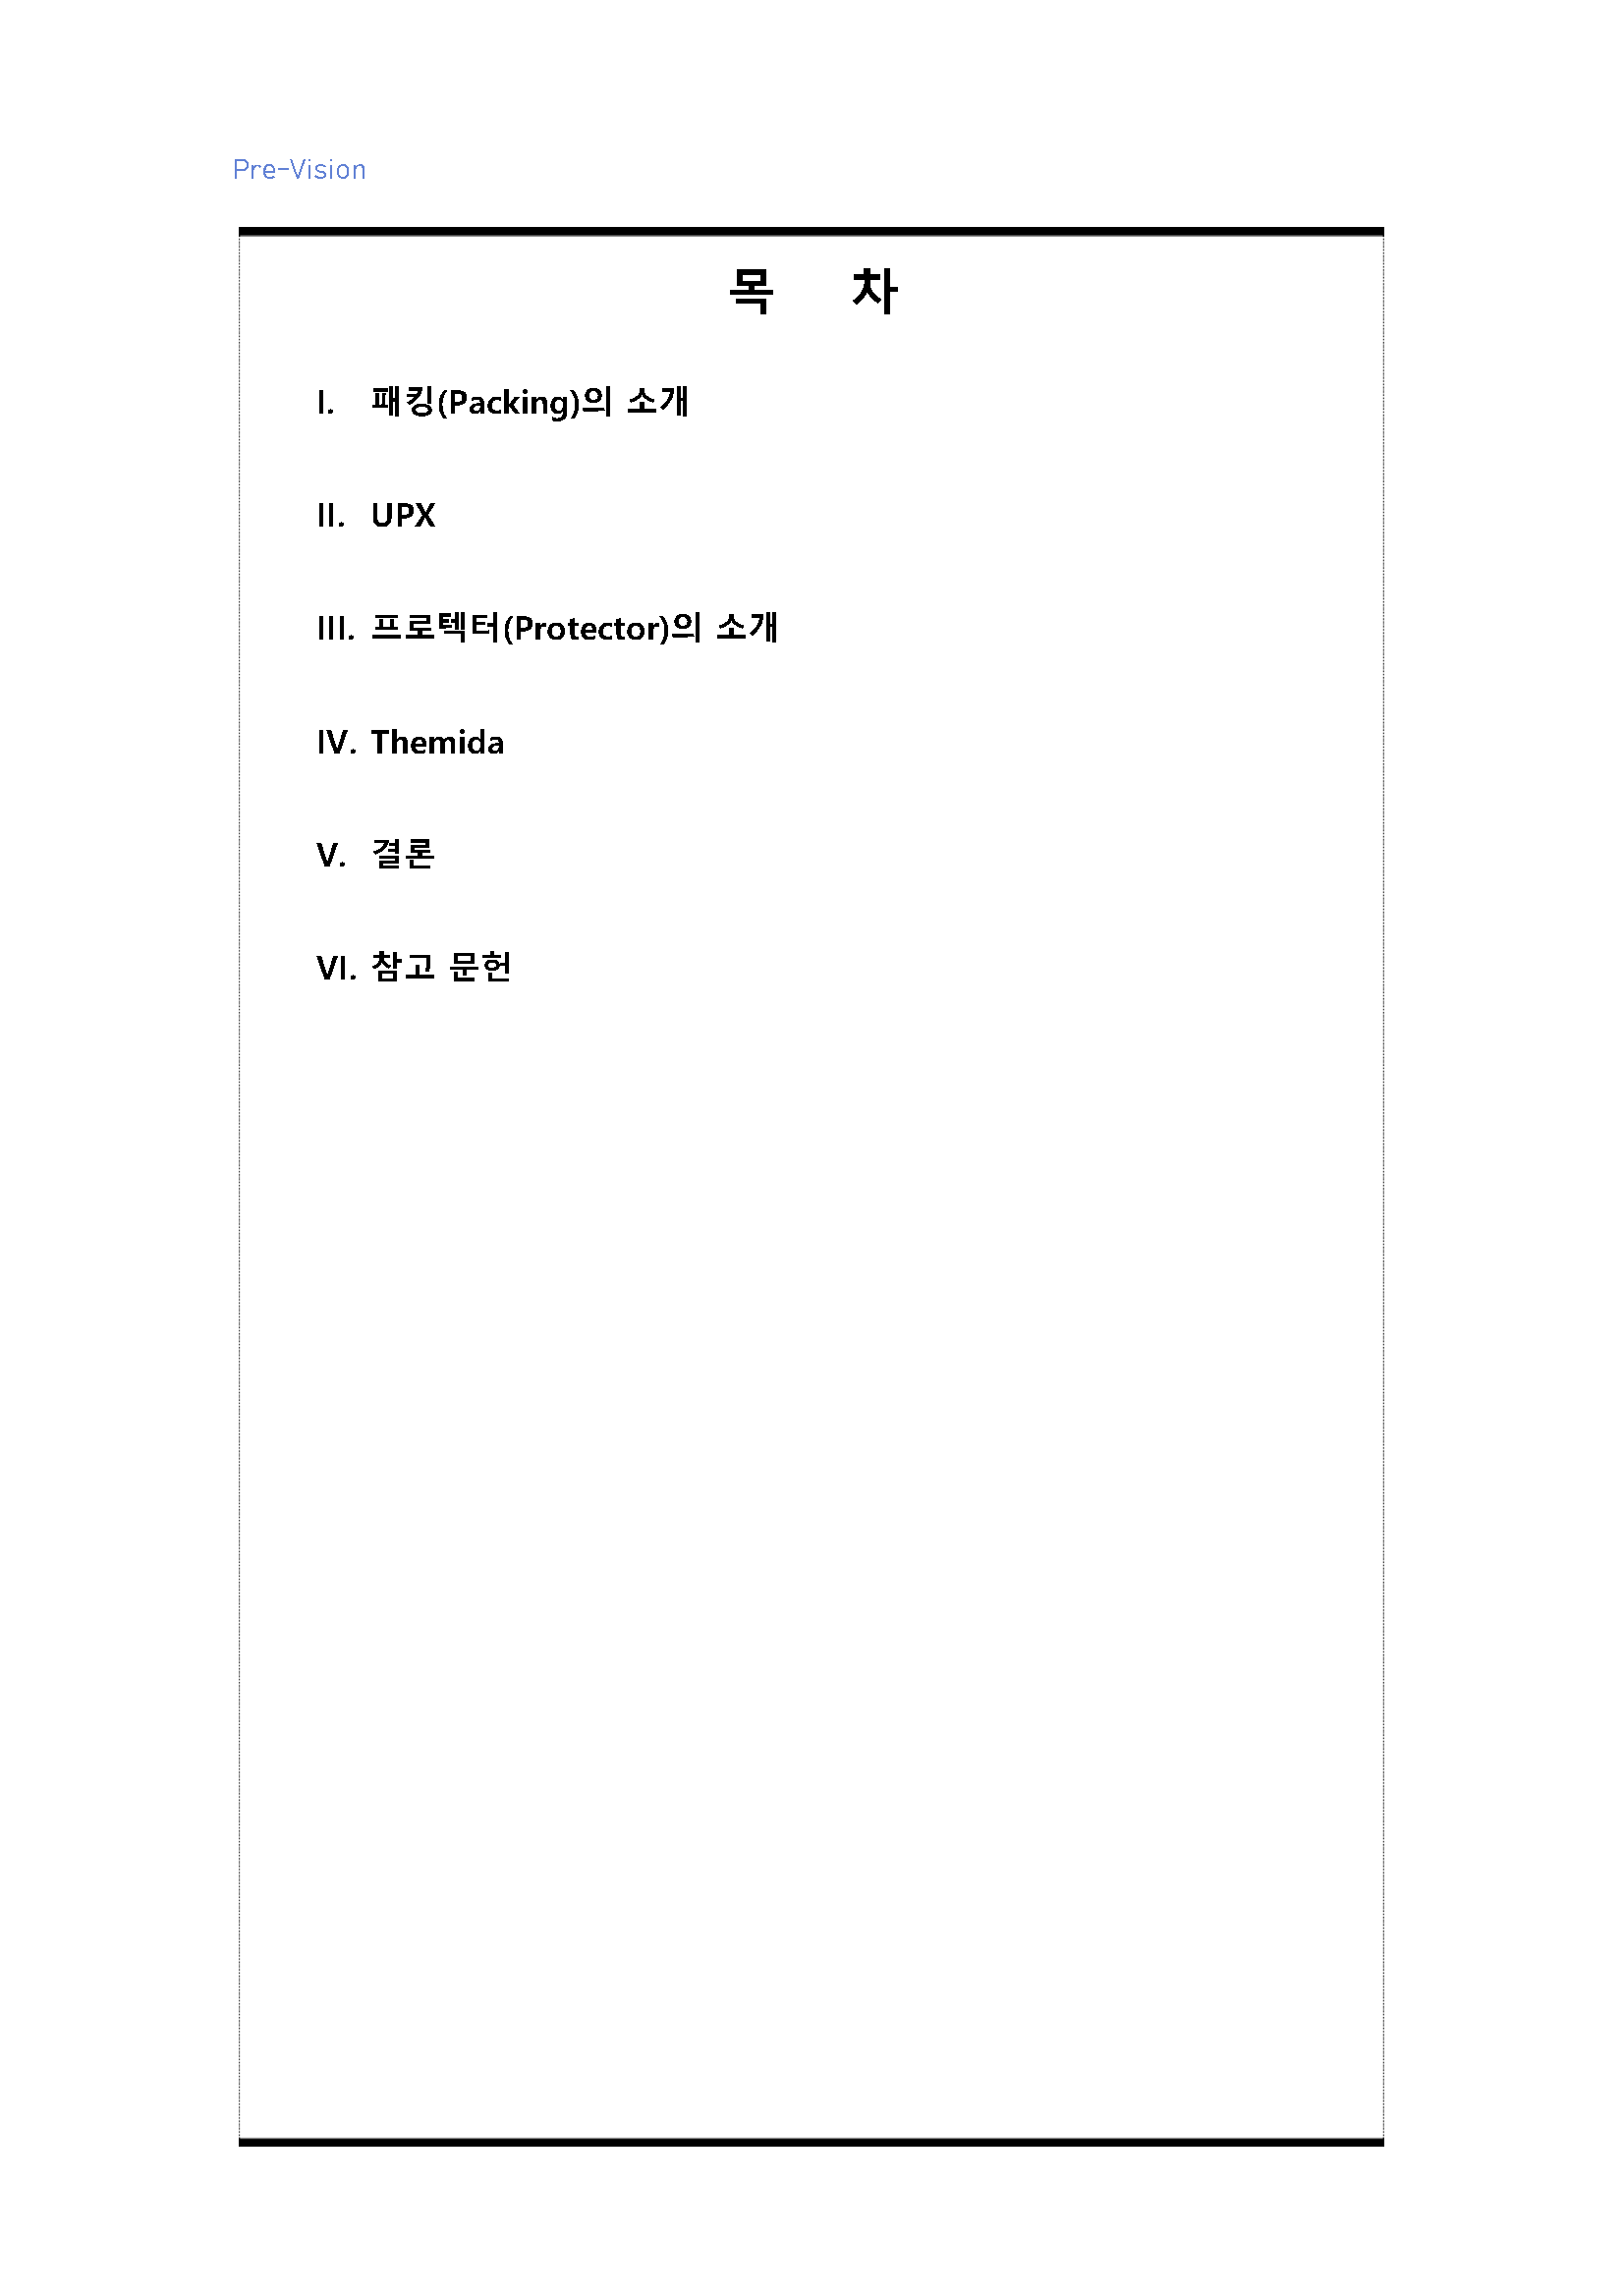 Pre-Vision
목 차
I. 패킹(Packing)의 소개
II. UPX
III. 프로텍터(Protector)의 소개
IV. Themida
V. 결론
VI. 참고 문헌